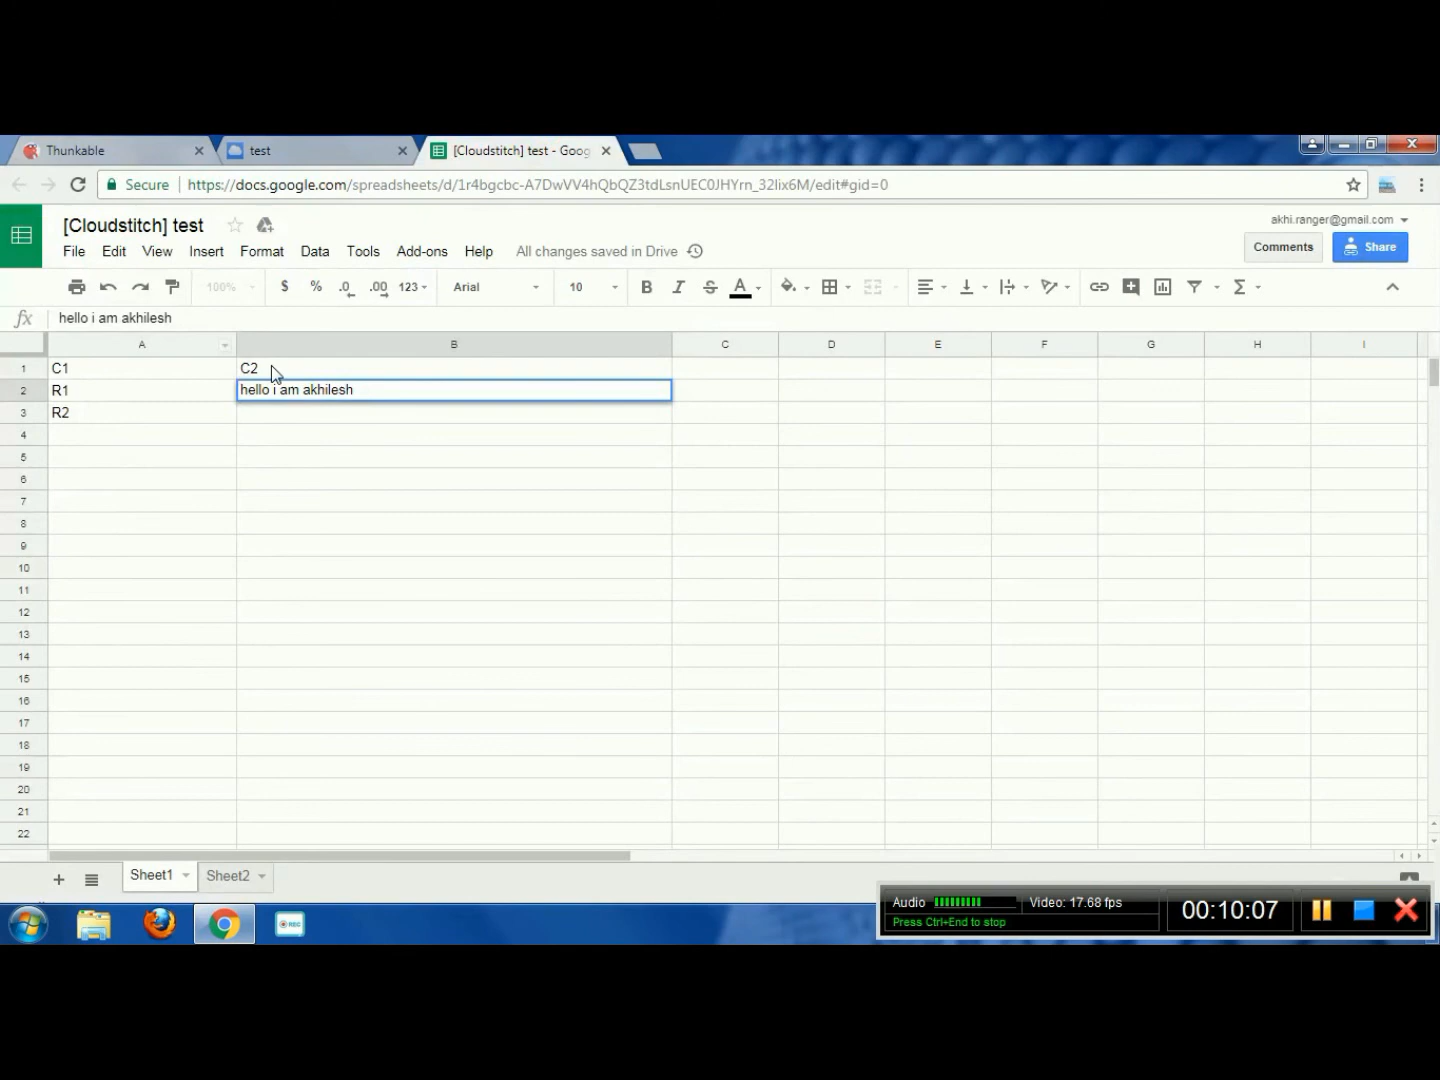 Thunkable
test
[Cloudstitch] test - Goog
Secure
https://docs.google.com/spreadsheets/d/1r4bgcbc-A7DwVV4hQbQZ3tdLsnUEC0JHYrn_32lix6M/edit#gid=0
[Cloudstitch] test
akhi.ranger@gmail.com
File Edit View Insert Format Data Tools Add-ons Help All changes saved in Drive
Comments
Share
100% $ % .0 .00 123 Arial 10 B I S A Σ
fx hello i am akhilesh
A B C D E F G H I
1 C1 C2
2 R1 hello i am akhilesh
3 R2
4
5
6
7
8
9
10
11
12
13
14
15
16
17
18
19
20
21
22
+ Sheet1 Sheet2
Audio Video: 17.68 fps
Press Ctrl+End to stop
00:10:07
REC